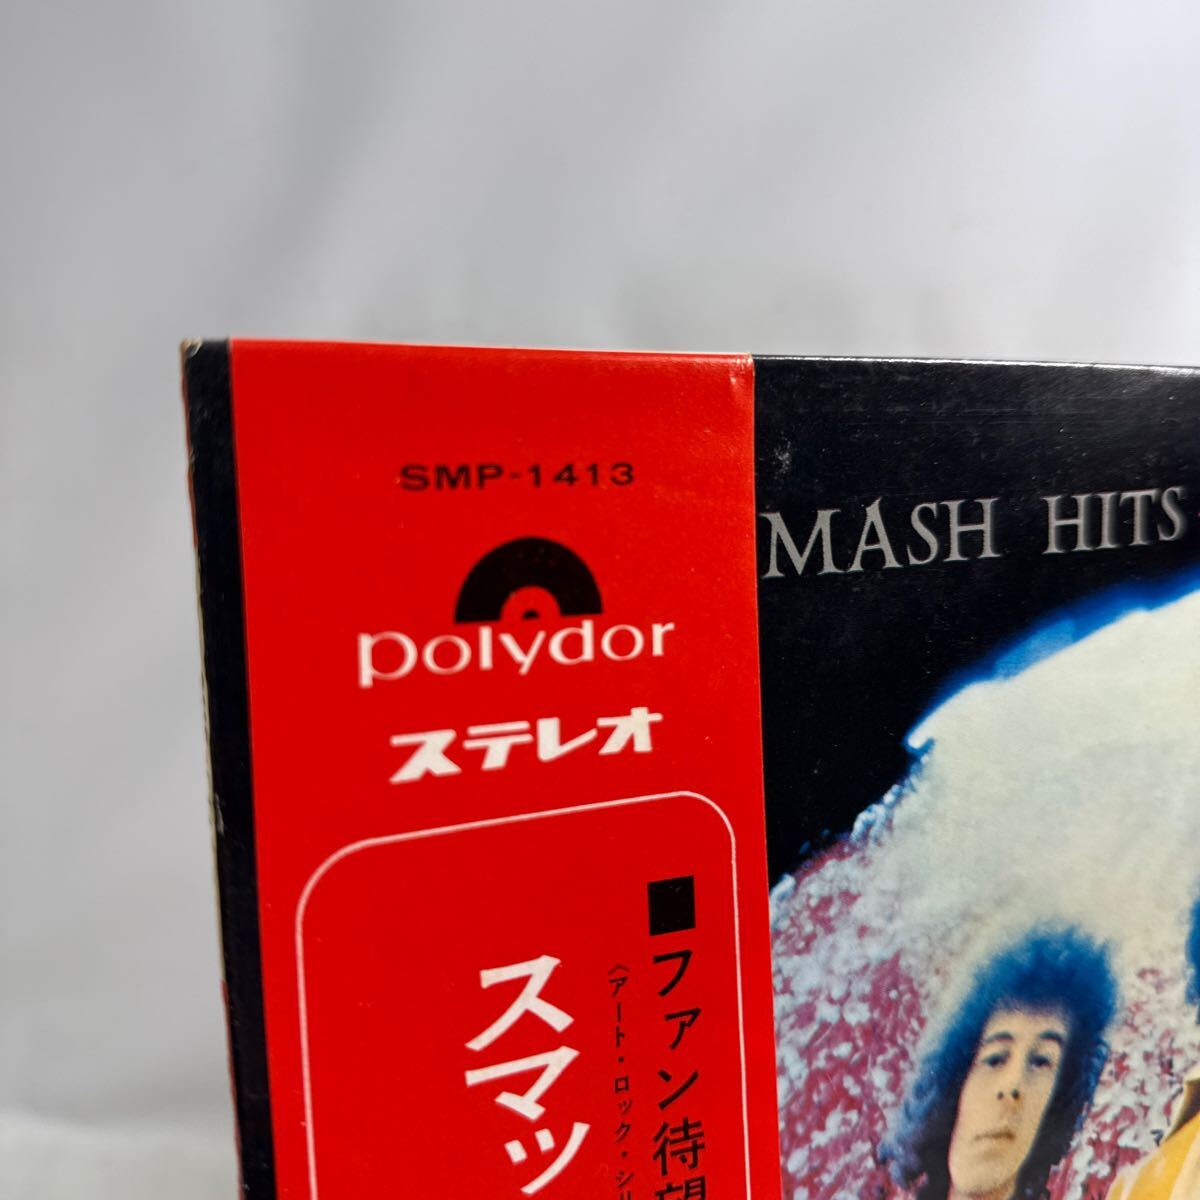 SMP-1413
polydor
ステレオ
MASH HITS
■ファン待望
《アート・ロック・シリ
スマッ